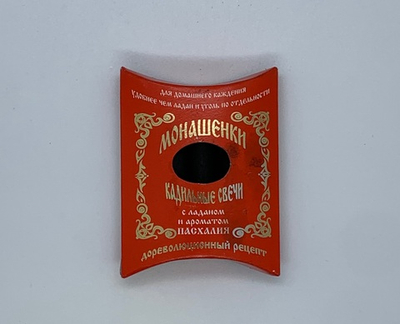 для домашнего каждения
удобнее чем ладан и уголь по отдельности
МОНАШЕНКИ
КАДИЛЬНЫЕ СВЕЧИ
с ладаном
и ароматом
ПАСХАЛИЯ
дореволюционный рецепт